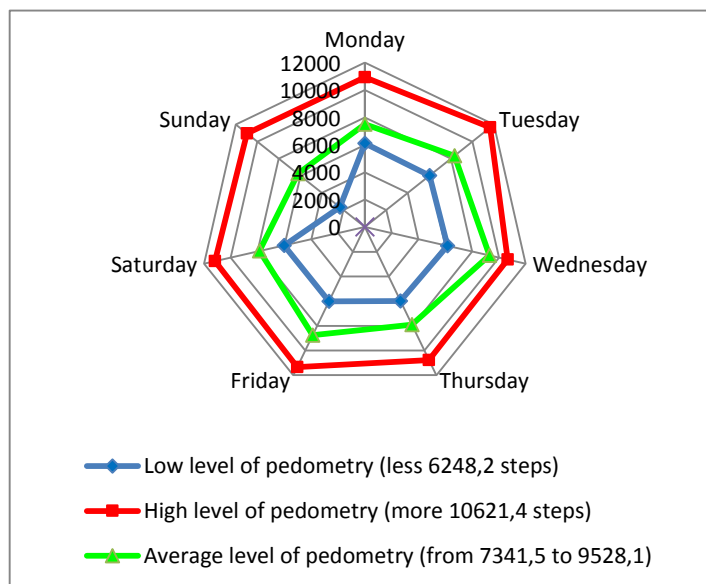 Monday
12000
10000
8000
6000
4000
2000
0
Sunday
Tuesday
Saturday
Wednesday
Friday
Thursday
Low level of pedometry (less 6248,2 steps)
High level of pedometry (more 10621,4 steps)
Average level of pedometry (from 7341,5 to 9528,1)